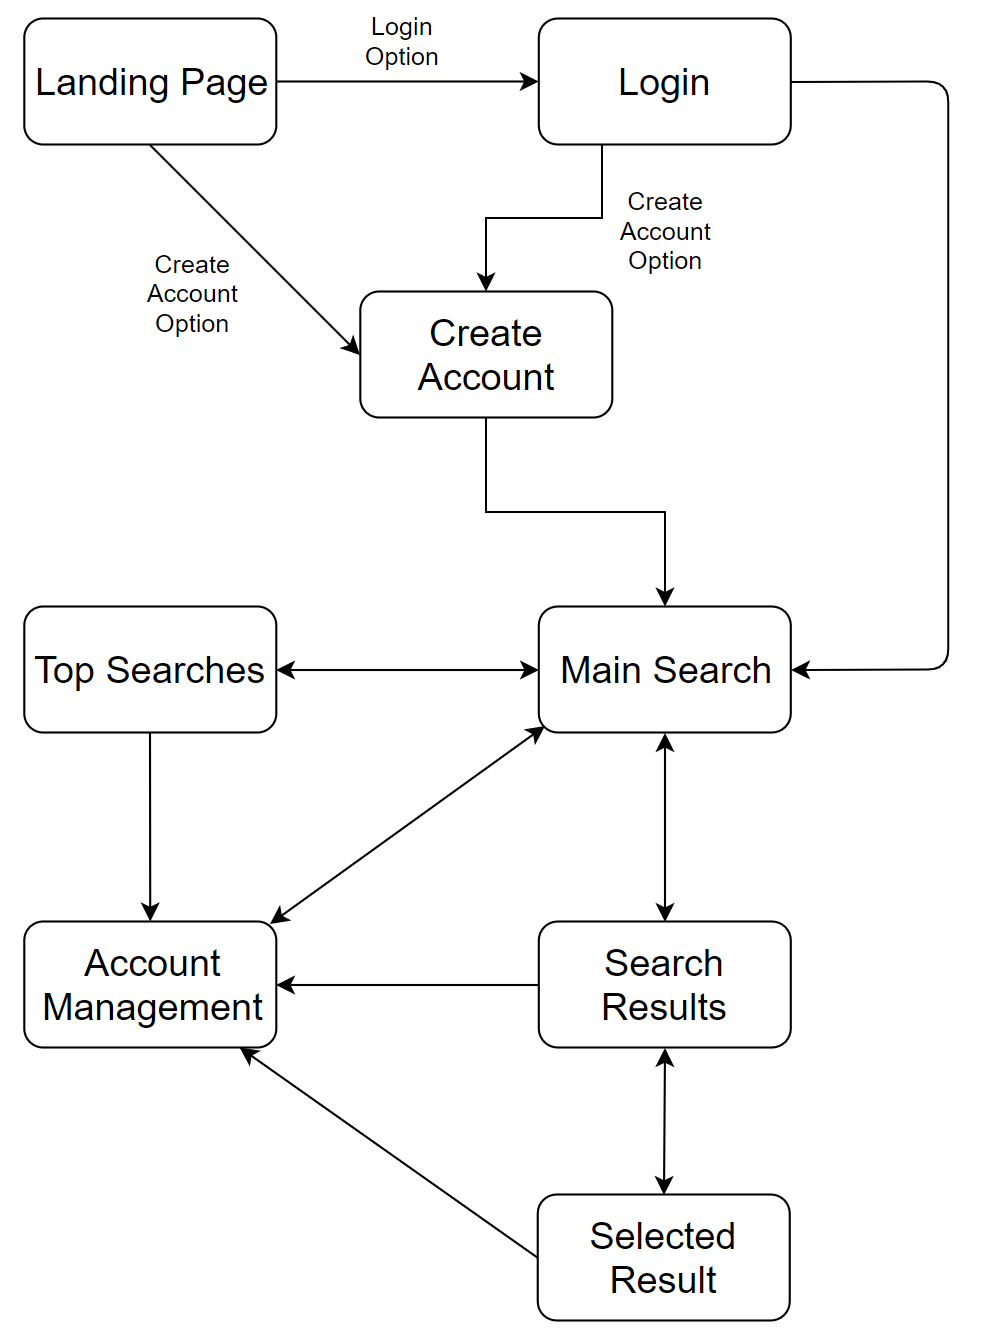 Landing Page
Login
Option
Login
Create
Account
Option
Create
Account
Option
Create
Account
Top Searches
Main Search
Account
Management
Search
Results
Selected
Result